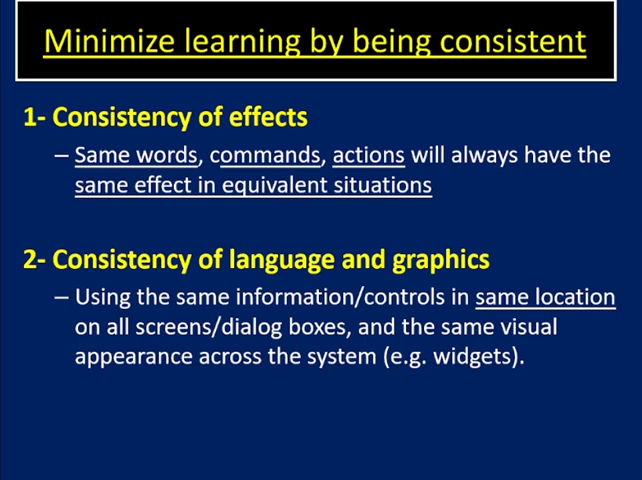 Minimize learning by being consistent
1- Consistency of effects
– Same words, commands, actions will always have the
same effect in equivalent situations
2- Consistency of language and graphics
– Using the same information/controls in same location
on all screens/dialog boxes, and the same visual
appearance across the system (e.g. widgets).